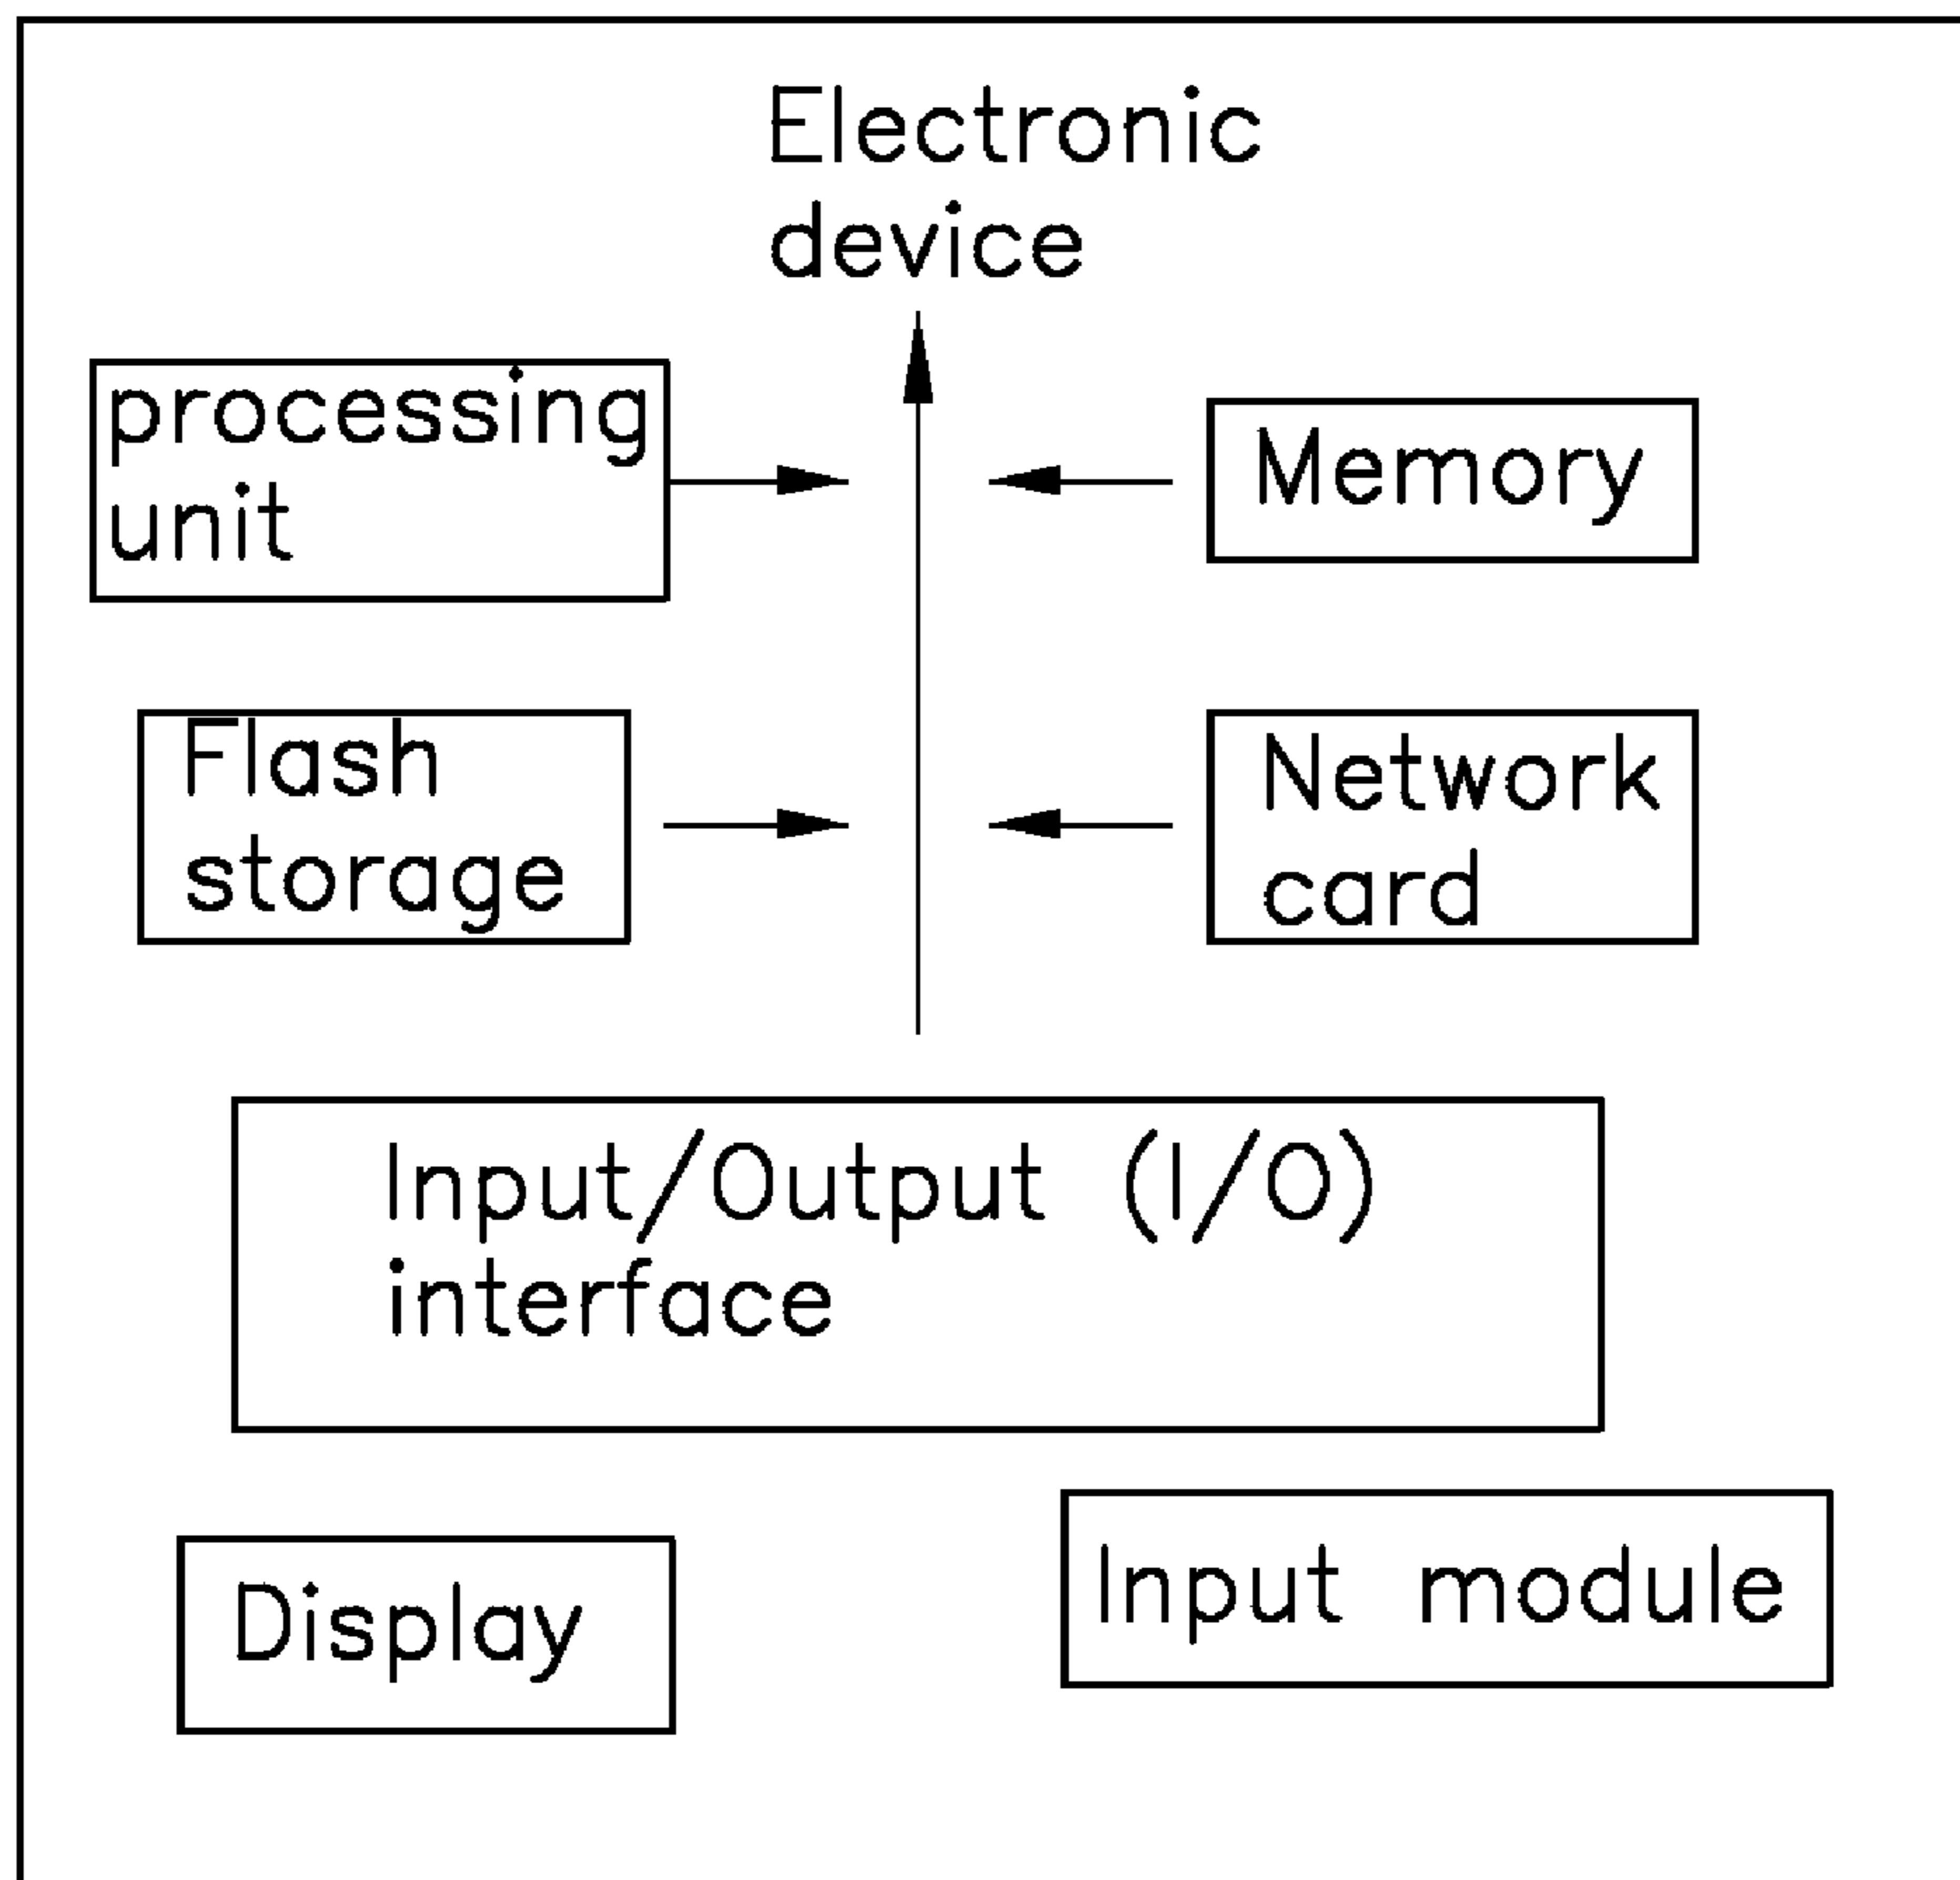 Electronic
device
processing
unit
Memory
Flash
storage
Network
card
Input/Output (I/O)
interface
Display
Input module